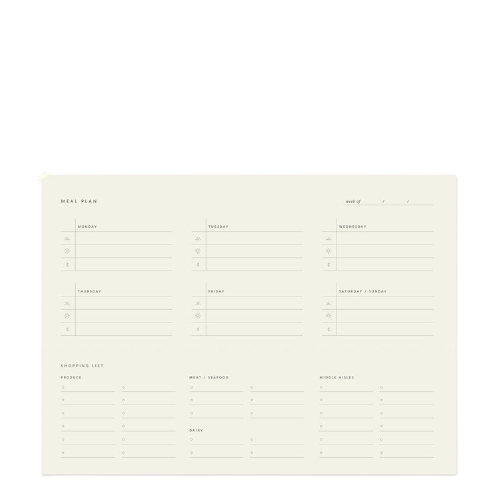 MEAL PLAN
week of / /
MONDAY TUESDAY WEDNESDAY
THURSDAY FRIDAY SATURDAY / SUNDAY
SHOPPING LIST
PRODUCE MEAT / SEAFOOD MIDDLE AISLES
DAIRY